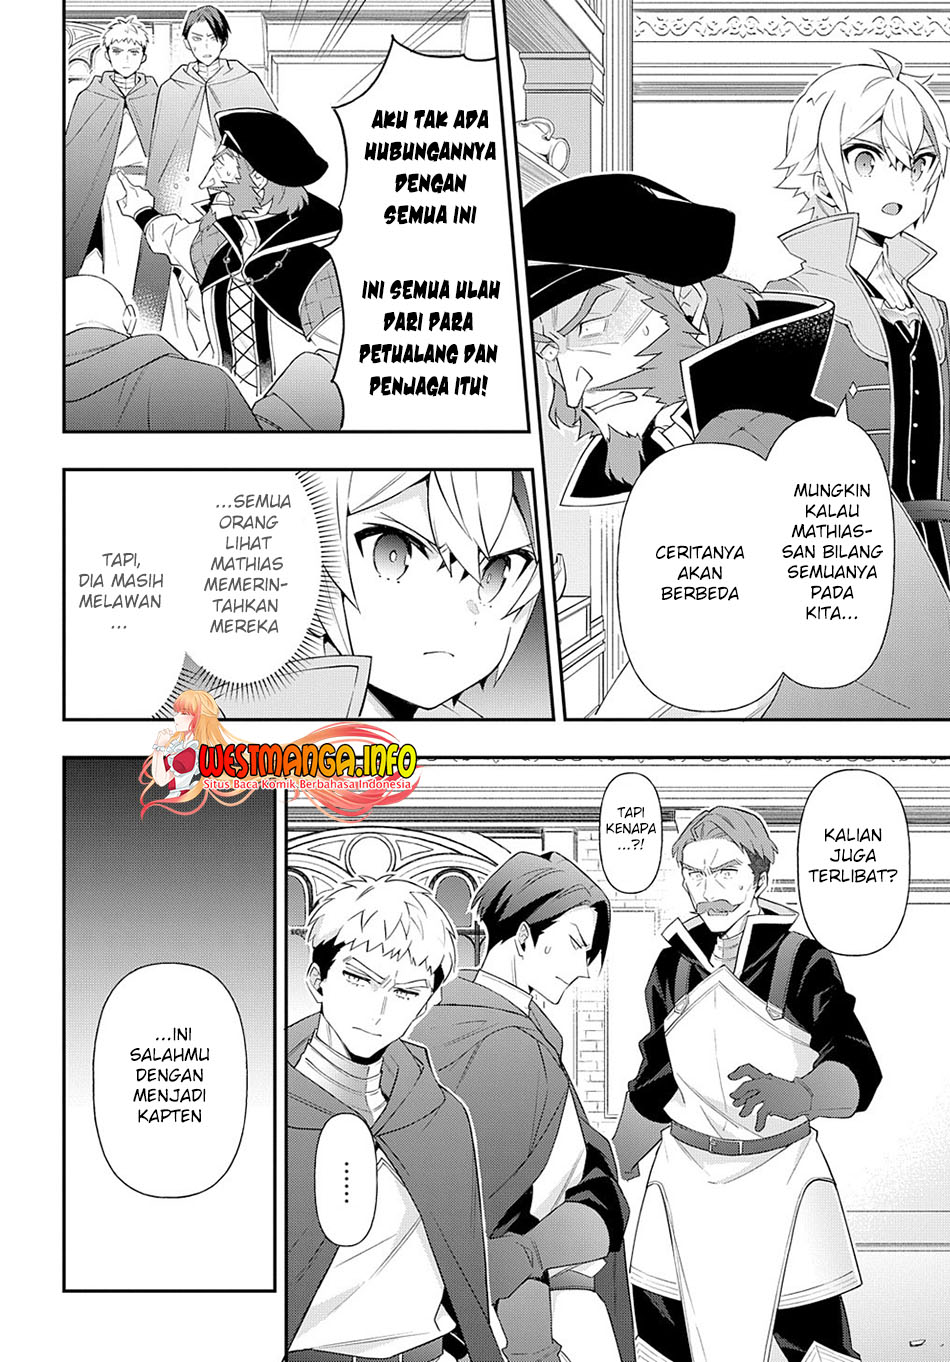 MUNGKIN
KALAU
MATHIAS-
SAN BILANG
SEMUANYA
PADA
KITA...
CERITANYA
AKAN
BERBEDA
AKU TAK ADA
HUBUNGANNYA
DENGAN
SEMUA INI
INI SEMUA ULAH
DARI PARA
PETUALANG DAN
PENJAGA ITU!
...SEMUA
ORANG
LIHAT
MATHIAS
MEMERIN-
TAHKAN
MEREKA
TAPI,
DIA MASIH
MELAWAN
...
WESTMANGA.INFO
Situs Baca Komik Berbahasa Indonesia
KALIAN
JUGA
TERLIBAT?
TAPI
KENAPA
...?!
......
...INI
SALAHMU
DENGAN
MENJADI
KAPTEN